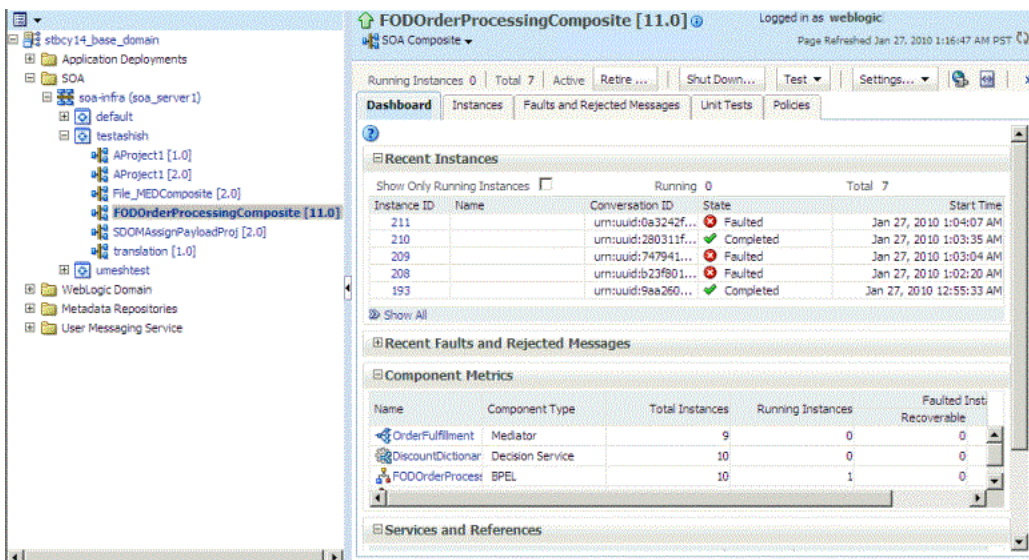 stbcy14_base_domain
Application Deployments
SOA
soa-infra (soa_server1)
default
testashish
AProject1 [1.0]
AProject1 [2.0]
File_MEDComposite [2.0]
FODOrderProcessingComposite [11.0]
SDOMAssignPayloadProj [2.0]
translation [1.0]
umeshtest
WebLogic Domain
Metadata Repositories
User Messaging Service
FODOrderProcessingComposite [11.0] Logged in as weblogic
SOA Composite Page Refreshed Jan 27, 2010 1:16:47 AM PST
Running Instances 0 Total 7 Active Retire ... Shut Down... Test Settings...
Dashboard Instances Faults and Rejected Messages Unit Tests Policies
Recent Instances
Show Only Running Instances Running 0 Total 7
Instance ID Name Conversation ID State Start Time
211 urn:uuid:0a3242f... Faulted Jan 27, 2010 1:04:07 AM
210 urn:uuid:280311f... Completed Jan 27, 2010 1:03:35 AM
209 urn:uuid:747941... Faulted Jan 27, 2010 1:03:04 AM
208 urn:uuid:b23f801... Faulted Jan 27, 2010 1:02:20 AM
193 urn:uuid:9aa260... Completed Jan 27, 2010 12:55:33 AM
Show All
Recent Faults and Rejected Messages
Component Metrics
Name Component Type Total Instances Running Instances Faulted Inst
Recoverable
OrderFulfillment Mediator 9 0 0
DiscountDictionar Decision Service 10 0 0
FODOrderProcess BPEL 10 1 0
Services and References